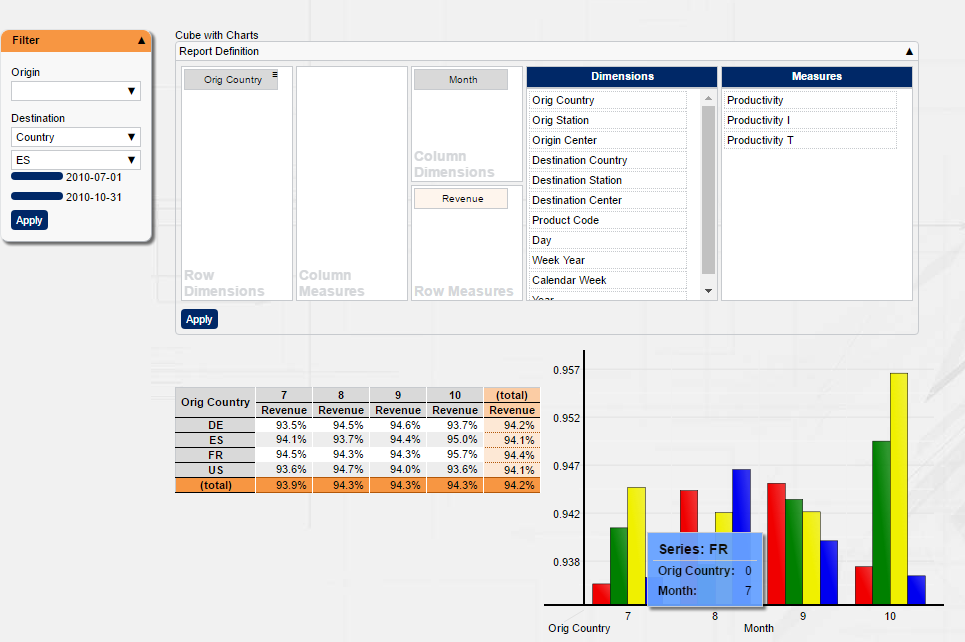 Filter ▲
Origin
▼
Destination
Country ▼
ES ▼
2010-07-01
2010-10-31
Apply
Cube with Charts
Report Definition ▲
Orig Country ≡
Row
Dimensions
Column
Measures
Month
Column
Dimensions
Revenue
Row Measures
Dimensions
Orig Country
Orig Station
Origin Center
Destination Country
Destination Station
Destination Center
Product Code
Day
Week Year
Calendar Week
Year
Measures
Productivity
Productivity I
Productivity T
Apply
Orig Country 7 8 9 10 (total)
Revenue Revenue Revenue Revenue Revenue
DE 93.5% 94.5% 94.6% 93.7% 94.2%
ES 94.1% 93.7% 94.4% 95.0% 94.1%
FR 94.5% 94.3% 94.3% 95.7% 94.4%
US 93.6% 94.7% 94.0% 93.6% 94.1%
(total) 93.9% 94.3% 94.3% 94.3% 94.2%
0.957
0.952
0.947
0.942
0.938
Series: FR
Orig Country: 0
Month: 7
7 8 9 10
Orig Country Month